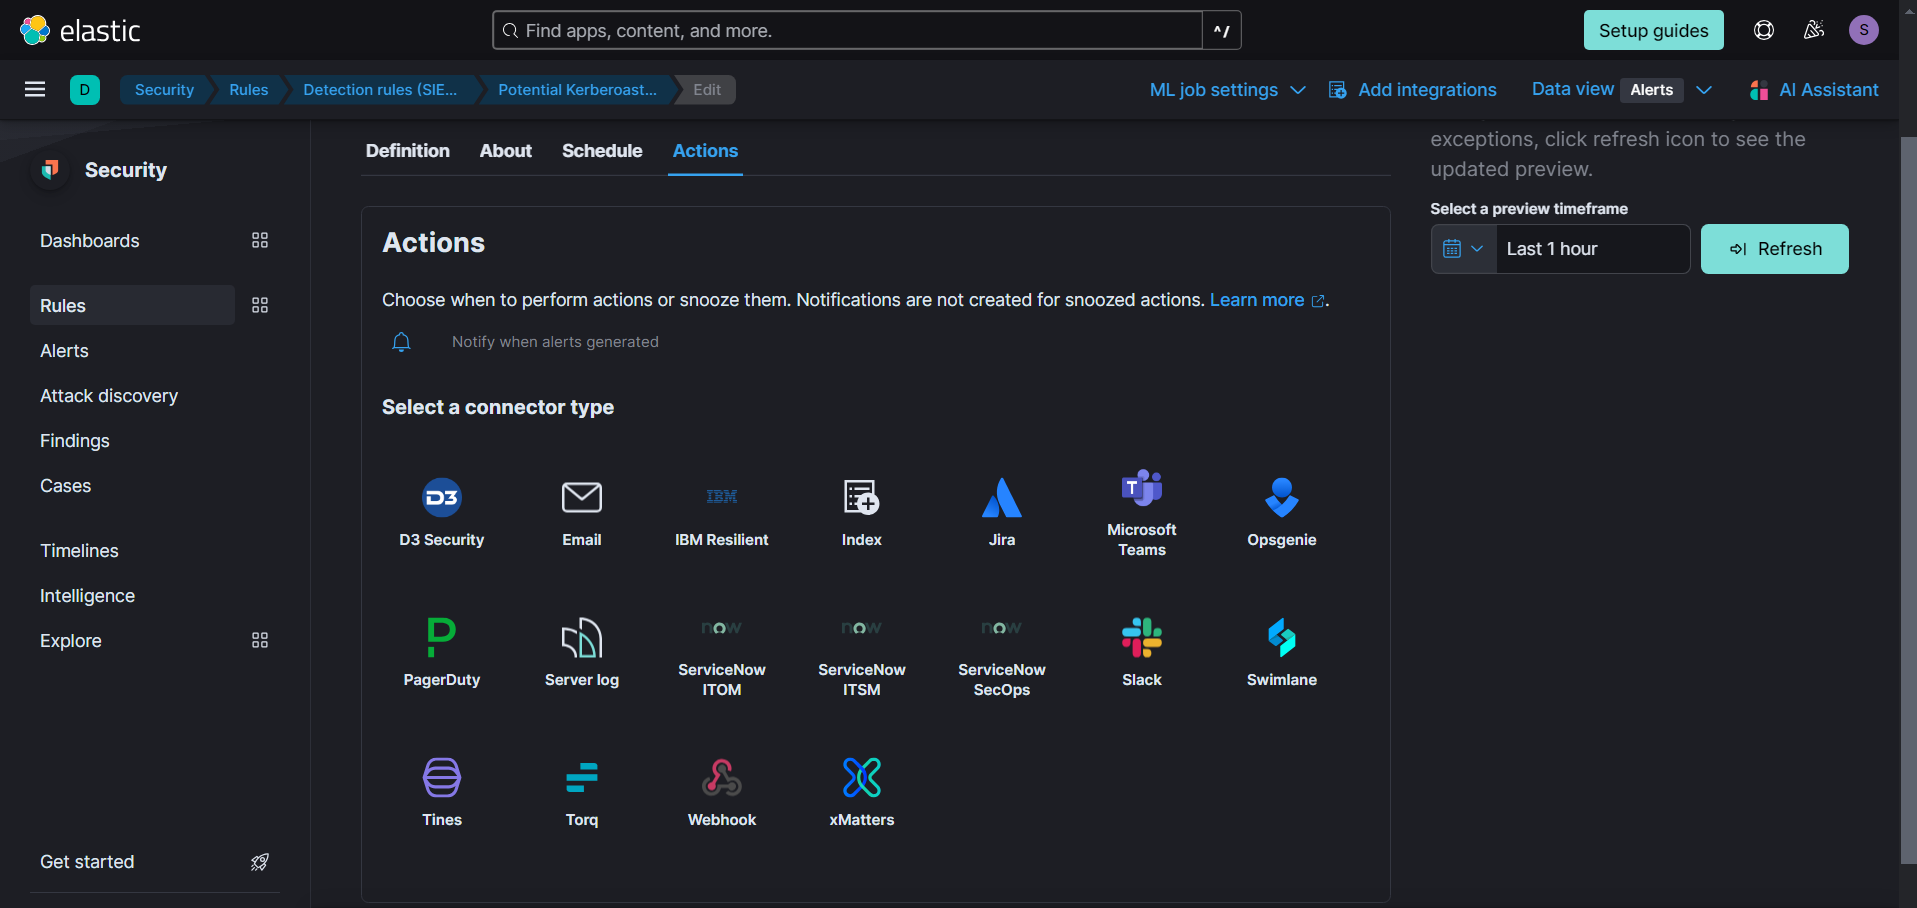 elastic
Find apps, content, and more.
^/
Setup guides
S
D
Security
Rules
Detection rules (SIE...
Potential Kerberoast...
Edit
ML job settings
Add integrations
Data view
Alerts
AI Assistant
Security
Dashboards
Rules
Alerts
Attack discovery
Findings
Cases
Timelines
Intelligence
Explore
Get started
Definition
About
Schedule
Actions
Actions
Choose when to perform actions or snooze them. Notifications are not created for snoozed actions. Learn more .
Notify when alerts generated
Select a connector type
D3
D3 Security
Email
IBM
IBM Resilient
Index
Jira
T
Microsoft
Teams
Opsgenie
PagerDuty
Server log
now
ServiceNow
ITOM
now
ServiceNow
ITSM
now
ServiceNow
SecOps
Slack
Swimlane
Tines
Torq
Webhook
xMatters
exceptions, click refresh icon to see the
updated preview.
Select a preview timeframe
Last 1 hour
Refresh